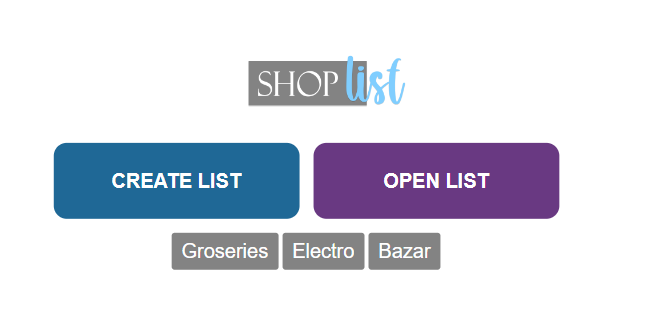 SHOP list
CREATE LIST OPEN LIST
Groseries Electro Bazar